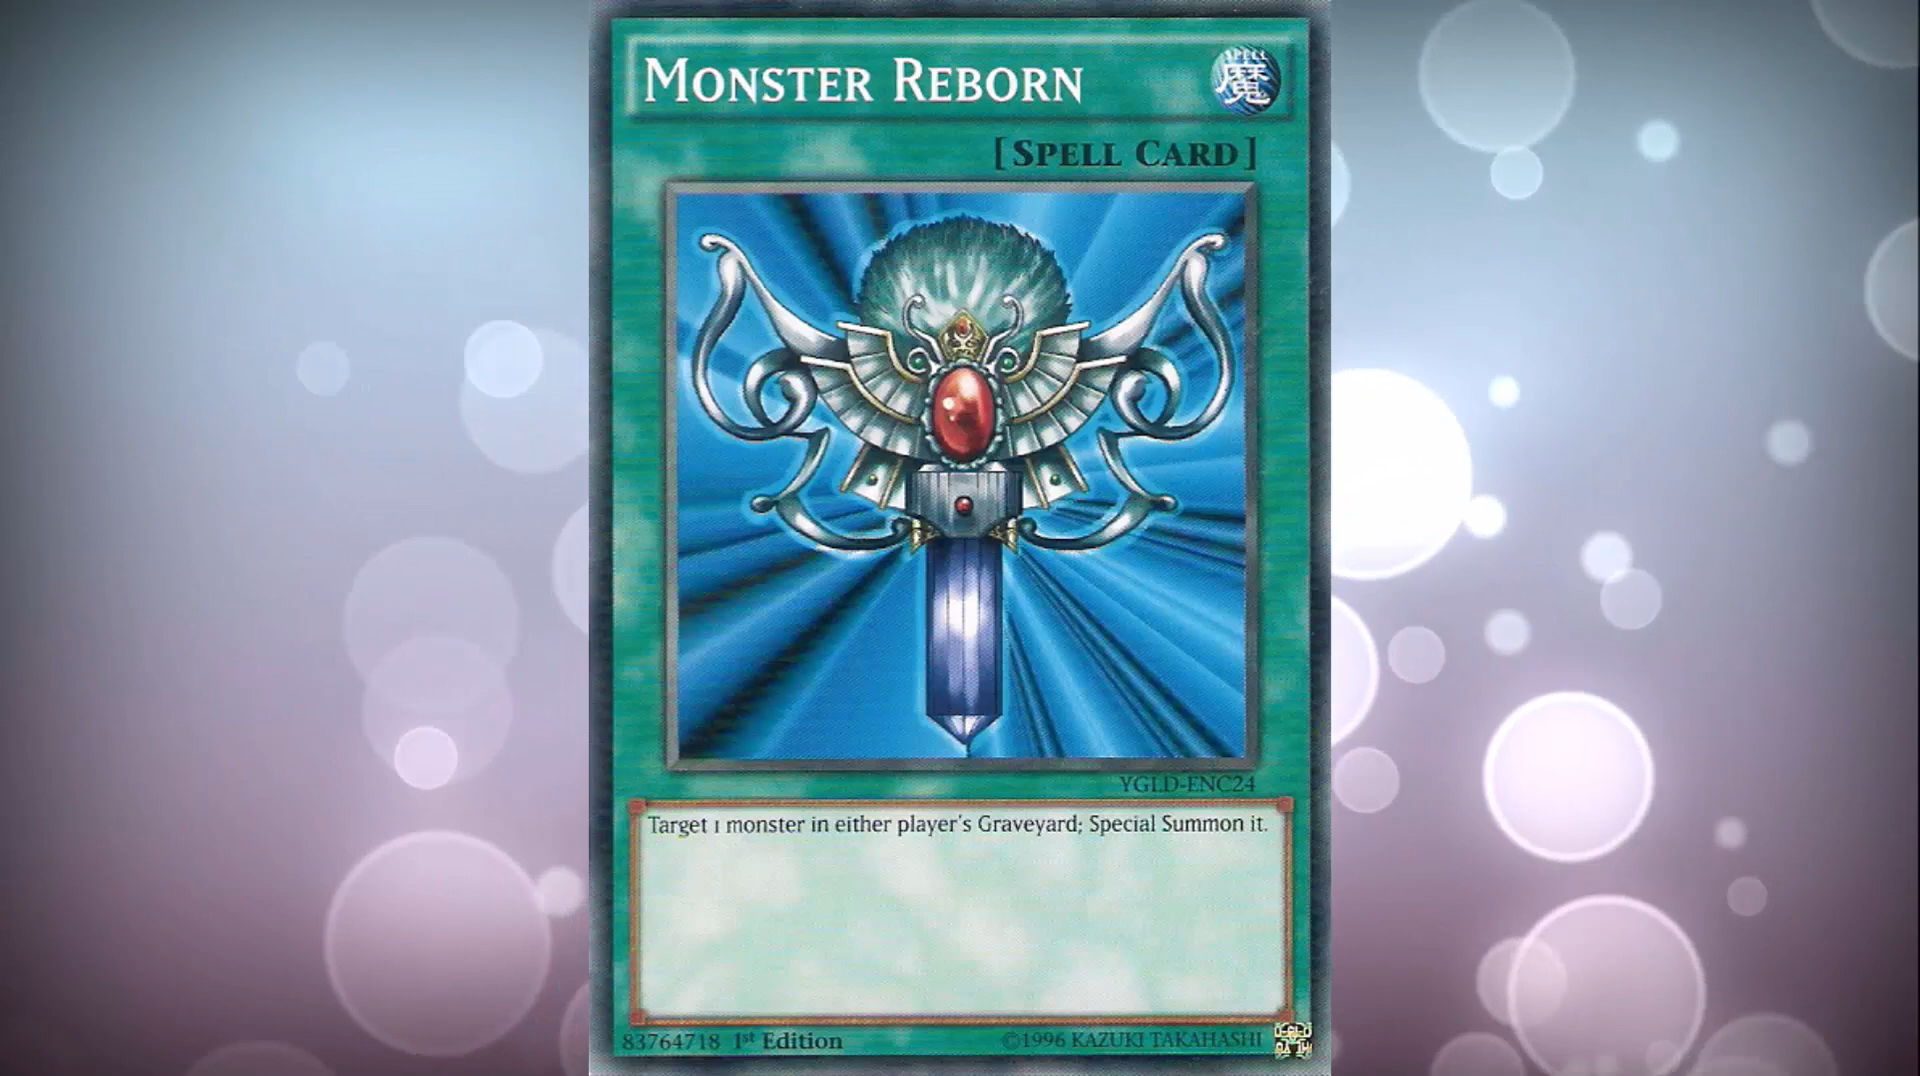 MONSTER REBORN
SPELL
魔
[SPELL CARD]
YGLD-ENC24
Target 1 monster in either player's Graveyard; Special Summon it.
83764718 1st Edition
©1996 KAZUKI TAKAHASHI